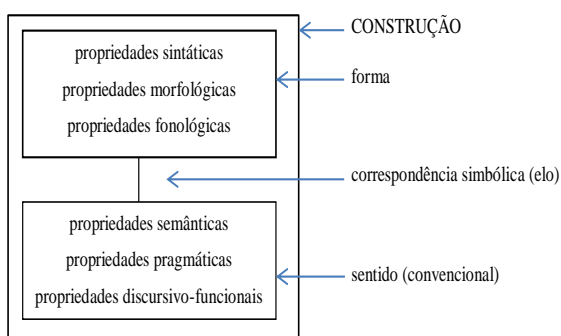 CONSTRUÇÃO
propriedades sintáticas
propriedades morfológicas
propriedades fonológicas
forma
correspondência simbólica (elo)
propriedades semânticas
propriedades pragmáticas
propriedades discursivo-funcionais
sentido (convencional)